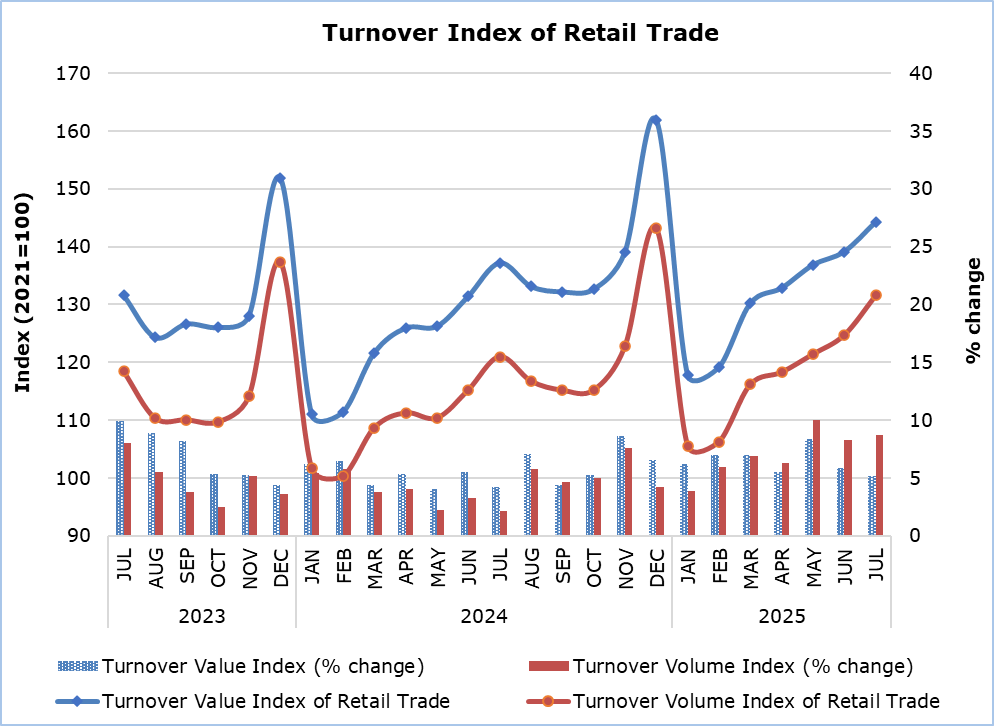 Turnover Index of Retail Trade
170
160
150
140
130
120
110
100
90
Index (2021=100)
40
35
30
25
20
15
10
5
0
% change
JUL
AUG
SEP
OCT
NOV
DEC
JAN
FEB
MAR
APR
MAY
JUN
JUL
AUG
SEP
OCT
NOV
DEC
JAN
FEB
MAR
APR
MAY
JUN
JUL
2023
2024
2025
Turnover Value Index (% change)
Turnover Volume Index (% change)
Turnover Value Index of Retail Trade
Turnover Volume Index of Retail Trade